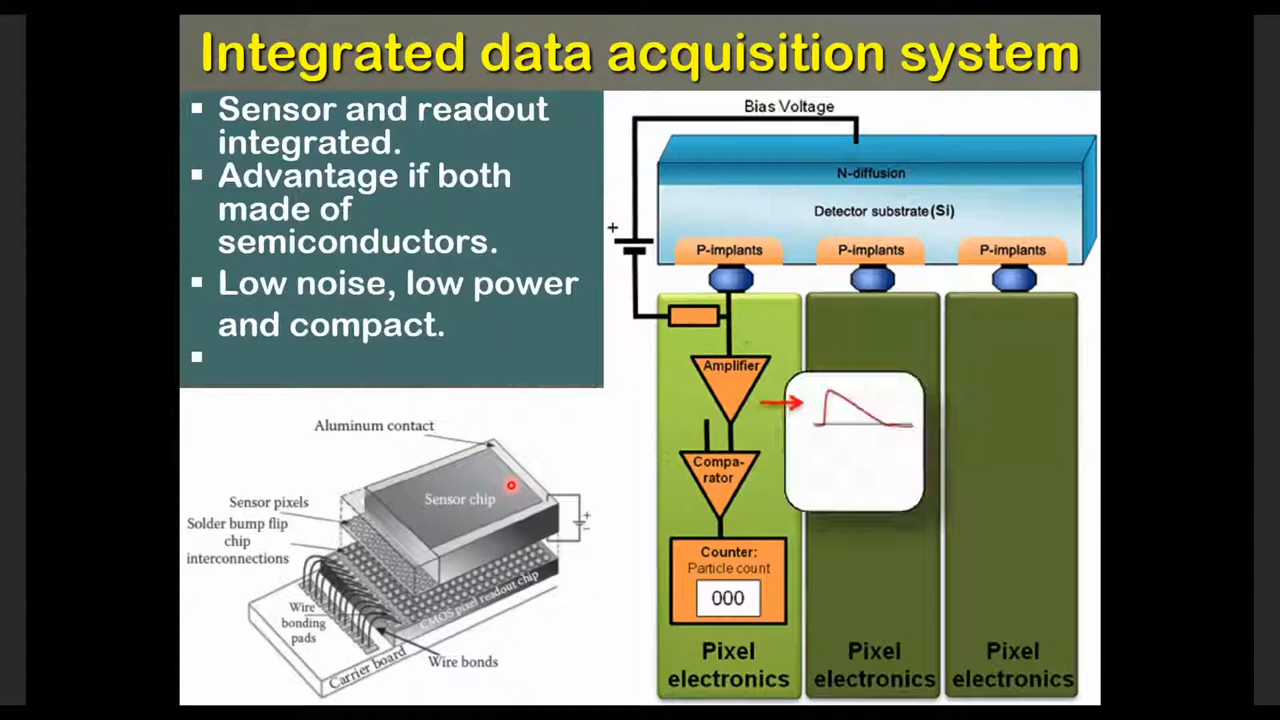 Integrated data acquisition system
Sensor and readout
integrated.
Advantage if both
made of
semiconductors.
Low noise, low power
and compact.
Bias Voltage
N-diffusion
Detector substrate (Si)
+
P-implants
P-implants
P-implants
Amplifier
Compa-
rator
Counter:
Particle count
000
Pixel
electronics
Pixel
electronics
Pixel
electronics
Aluminum contact
Sensor chip
Sensor pixels
Solder bump flip
chip
interconnections
+
−
CMOS pixel readout chip
Wire
bonding
pads
Wire bonds
Carrier board